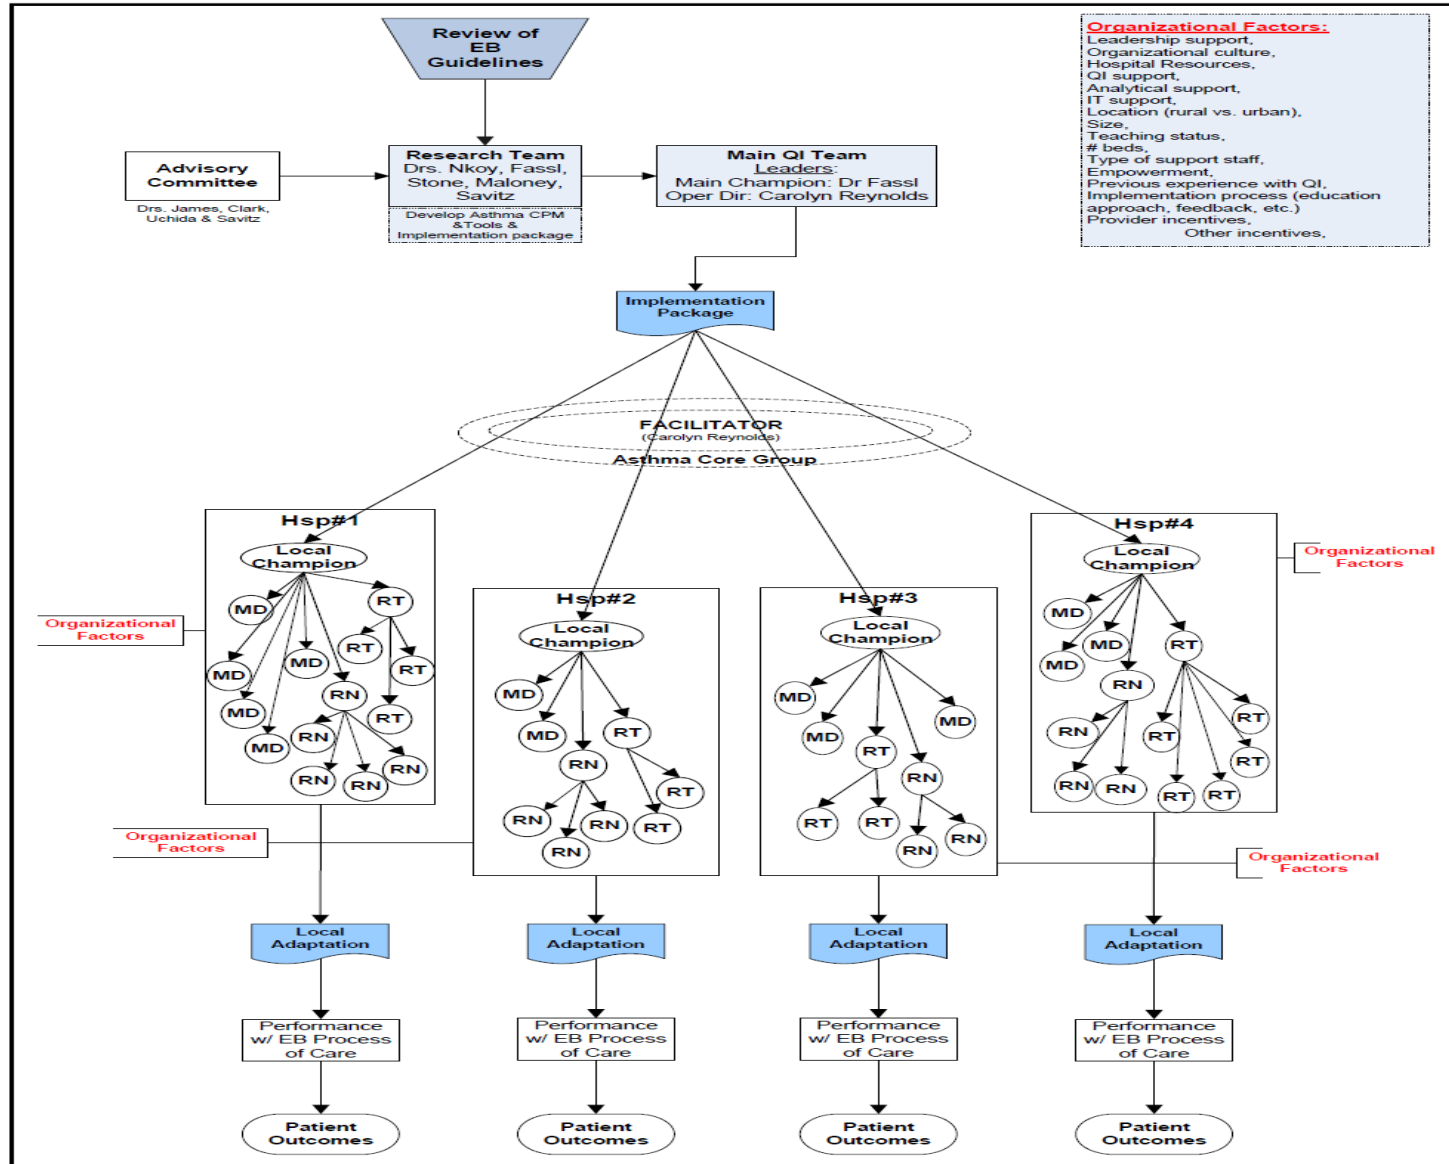 Review of
EB
Guidelines
Organizational Factors:
Leadership support,
Organizational culture,
Hospital Resources,
QI support,
Analytical support,
IT support,
Location (rural vs. urban),
Size,
Teaching status,
# beds,
Type of support staff,
Empowerment,
Previous experience with QI,
Implementation process (education
approach, feedback, etc.)
Provider incentives,
Other incentives,
Advisory
Committee
Drs. James, Clark,
Uchida & Savitz
Research Team
Drs. Nkoy, Fassl,
Stone, Maloney,
Savitz
Develop Asthma CPM
&Tools &
Implementation package
Main QI Team
Leaders:
Main Champion: Dr Fassl
Oper Dir: Carolyn Reynolds
Implementation
Package
FACILITATOR
(Carolyn Reynolds)
Asthma Core Group
Hsp#1
Local
Champion
MD
RT
RT
MD
RT
MD
RN
MD
RT
RN
MD
RN
RN
RN
Organizational
Factors
Hsp#2
Local
Champion
MD
MD
RT
RN
RT
RN
RN
RT
RN
Organizational
Factors
Hsp#3
Local
Champion
MD
MD
MD
RT
RN
RT
RT
RN
RN
Organizational
Factors
Hsp#4
Local
Champion
MD
MD
RT
MD
RN
RT
RN
RT
RT
RN
RN
RT
RT
Organizational
Factors
Local
Adaptation
Local
Adaptation
Local
Adaptation
Local
Adaptation
Performance
w/ EB Process
of Care
Performance
w/ EB Process
of Care
Performance
w/ EB Process
of Care
Performance
w/ EB Process
of Care
Patient
Outcomes
Patient
Outcomes
Patient
Outcomes
Patient
Outcomes